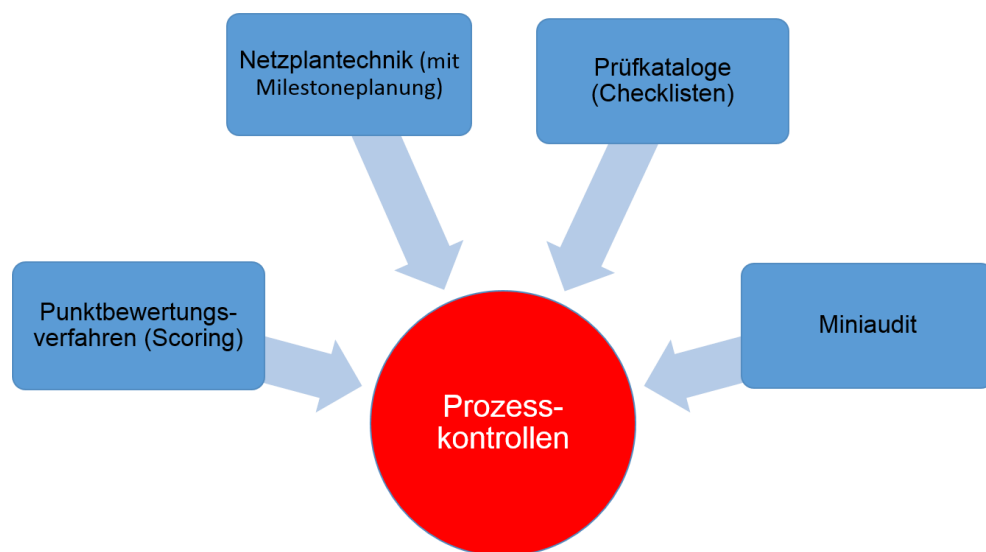 Netzplantechnik (mit
Milestoneplanung)
Prüfkataloge
(Checklisten)
Punktbewertungs-
verfahren (Scoring)
Miniaudit
Prozess-
kontrollen